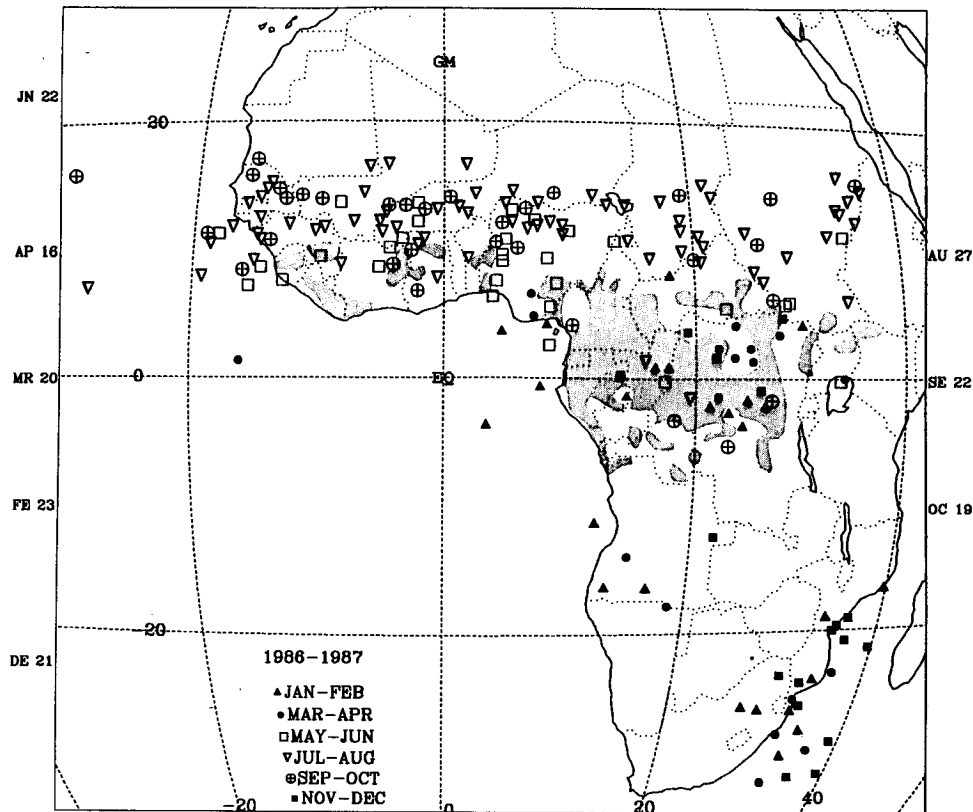 GM
JN 22
20
AP 16
AU 27
MR 20
0
EQ
SE 22
FE 23
OC 19
-20
DE 21
1986-1987
JAN-FEB
MAR-APR
MAY-JUN
JUL-AUG
SEP-OCT
NOV-DEC
-20
0
20
40